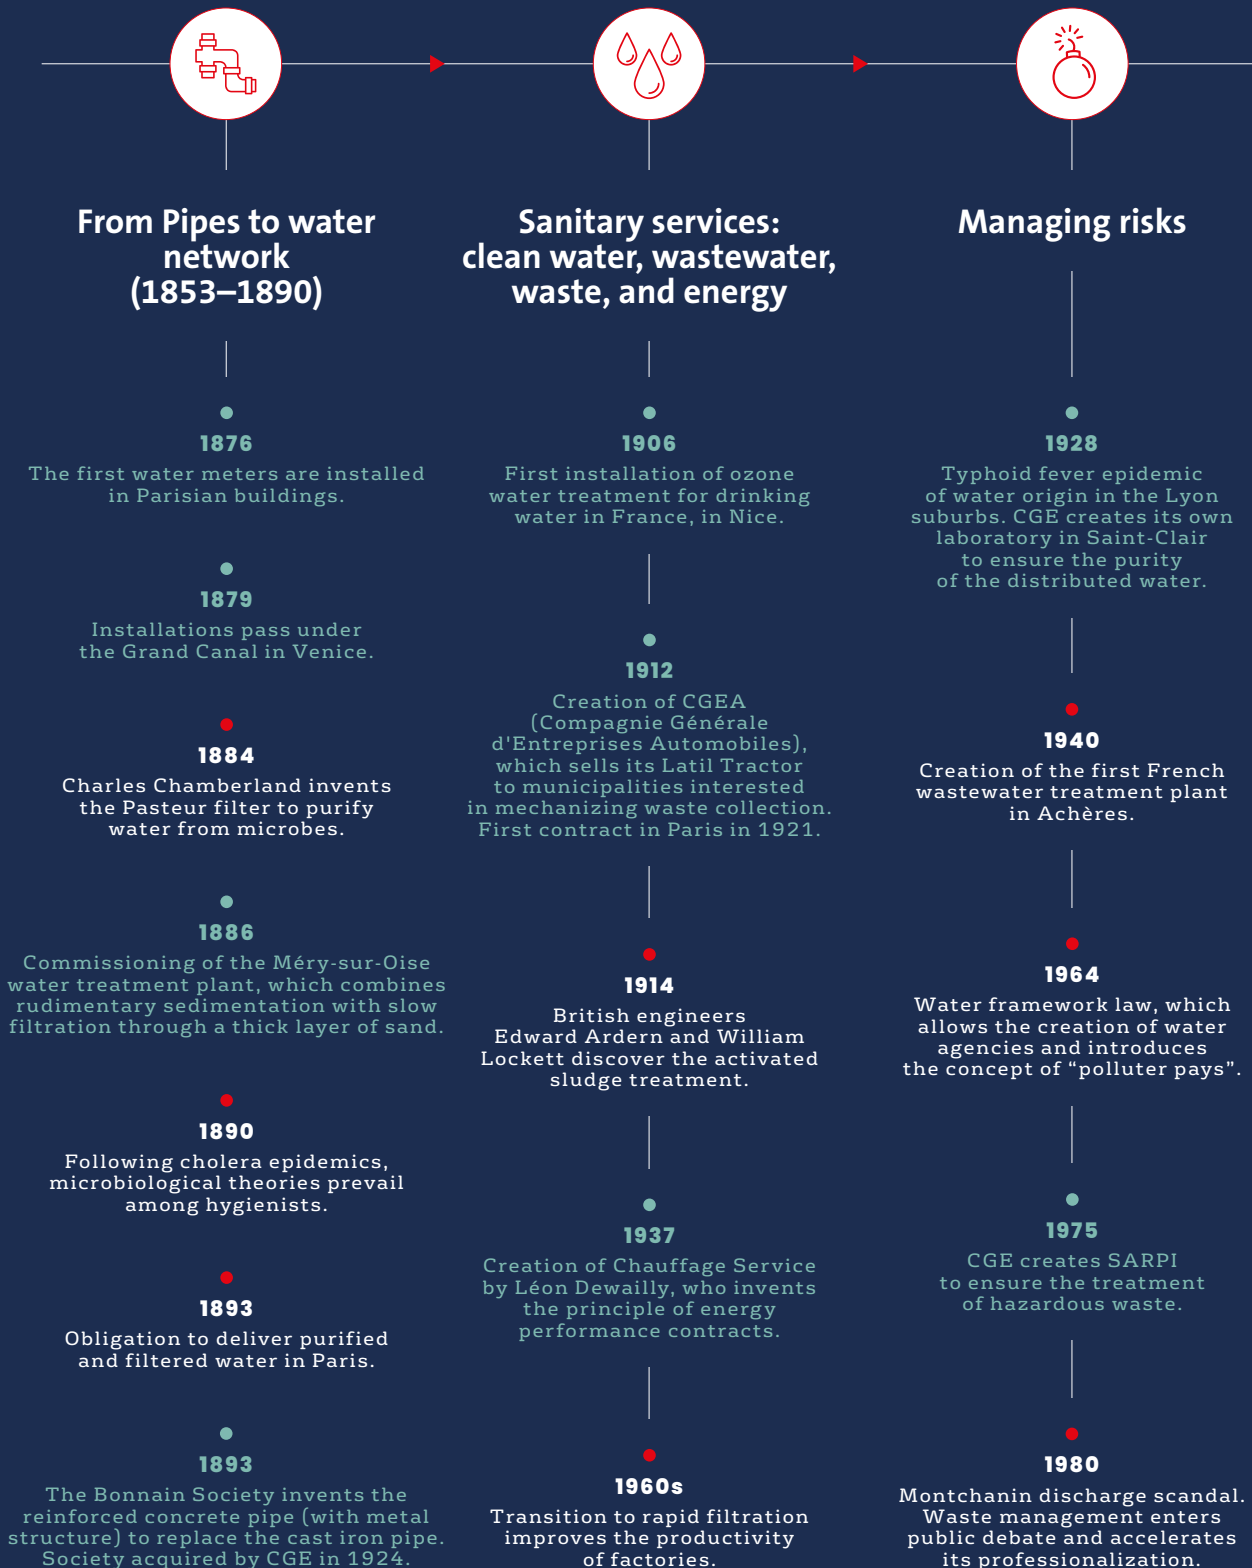 From Pipes to water
network
(1853–1890)
1876
The first water meters are installed
in Parisian buildings.
1879
Installations pass under
the Grand Canal in Venice.
1884
Charles Chamberland invents
the Pasteur filter to purify
water from microbes.
1886
Commissioning of the Méry-sur-Oise
water treatment plant, which combines
rudimentary sedimentation with slow
filtration through a thick layer of sand.
1890
Following cholera epidemics,
microbiological theories prevail
among hygienists.
1893
Obligation to deliver purified
and filtered water in Paris.
1893
The Bonnain Society invents the
reinforced concrete pipe (with metal
structure) to replace the cast iron pipe.
Society acquired by CGE in 1924.
Sanitary services:
clean water, wastewater,
waste, and energy
1906
First installation of ozone
water treatment for drinking
water in France, in Nice.
1912
Creation of CGEA
(Compagnie Générale
d'Entreprises Automobiles),
which sells its Latil Tractor
to municipalities interested
in mechanizing waste collection.
First contract in Paris in 1921.
1914
British engineers
Edward Ardern and William
Lockett discover the activated
sludge treatment.
1937
Creation of Chauffage Service
by Léon Dewailly, who invents
the principle of energy
performance contracts.
1960s
Transition to rapid filtration
improves the productivity
of factories.
Managing risks
1928
Typhoid fever epidemic
of water origin in the Lyon
suburbs. CGE creates its own
laboratory in Saint-Clair
to ensure the purity
of the distributed water.
1940
Creation of the first French
wastewater treatment plant
in Achères.
1964
Water framework law, which
allows the creation of water
agencies and introduces
the concept of “polluter pays”.
1975
CGE creates SARPI
to ensure the treatment
of hazardous waste.
1980
Montchanin discharge scandal.
Waste management enters
public debate and accelerates
its professionalization.